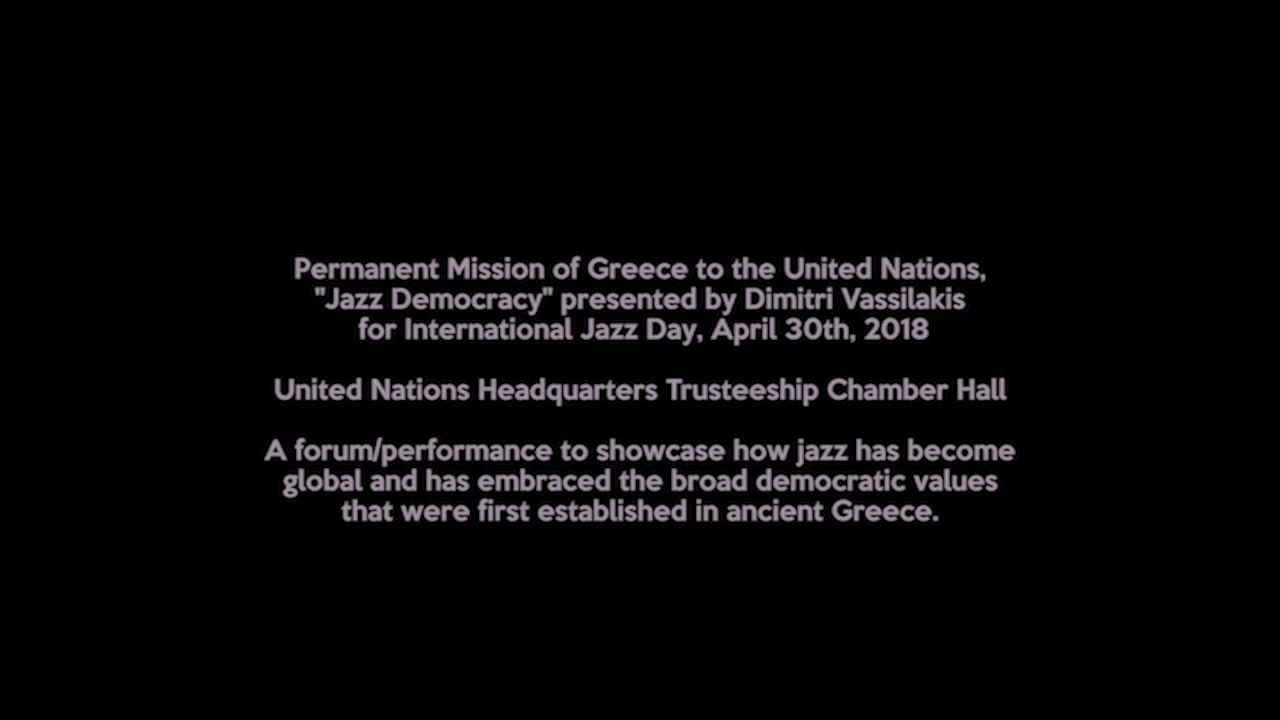 Permanent Mission of Greece to the United Nations,
"Jazz Democracy" presented by Dimitri Vassilakis
for International Jazz Day, April 30th, 2018
United Nations Headquarters Trusteeship Chamber Hall
A forum/performance to showcase how jazz has become
global and has embraced the broad democratic values
that were first established in ancient Greece.